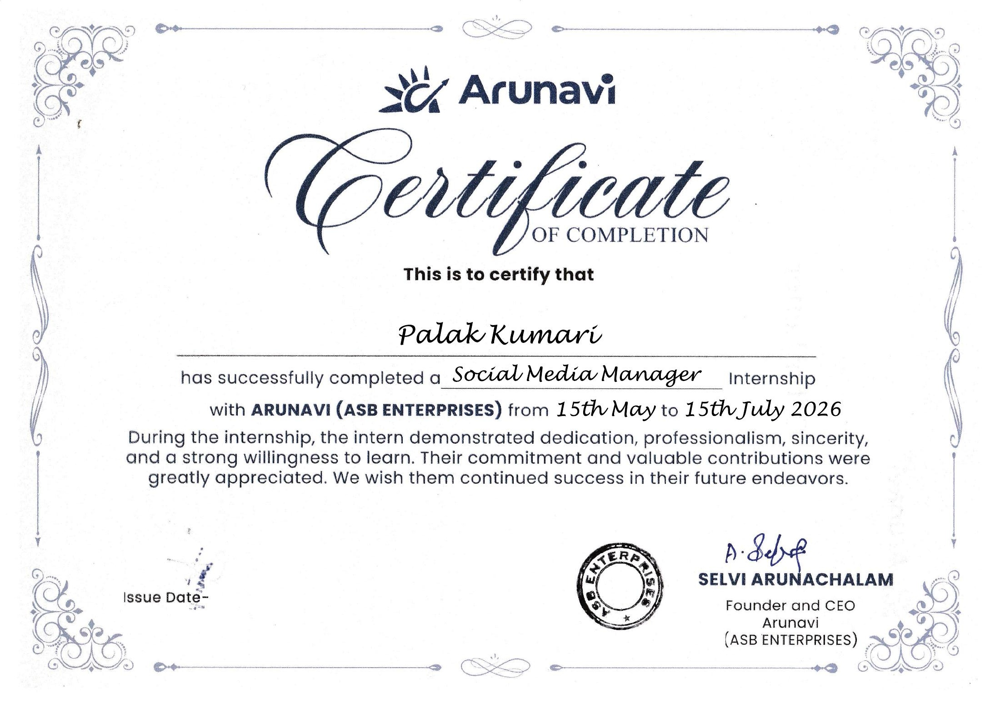 Arunavi
Certificate
OF COMPLETION
This is to certify that
Palak Kumari
has successfully completed a Social Media Manager Internship
with ARUNAVI (ASB ENTERPRISES) from 15th May to 15th July 2026
During the internship, the intern demonstrated dedication, professionalism, sincerity,
and a strong willingness to learn. Their commitment and valuable contributions were
greatly appreciated. We wish them continued success in their future endeavors.
Issue Date-
ASB ENTERPRISES
A. Selvi
SELVI ARUNACHALAM
Founder and CEO
Arunavi
(ASB ENTERPRISES)